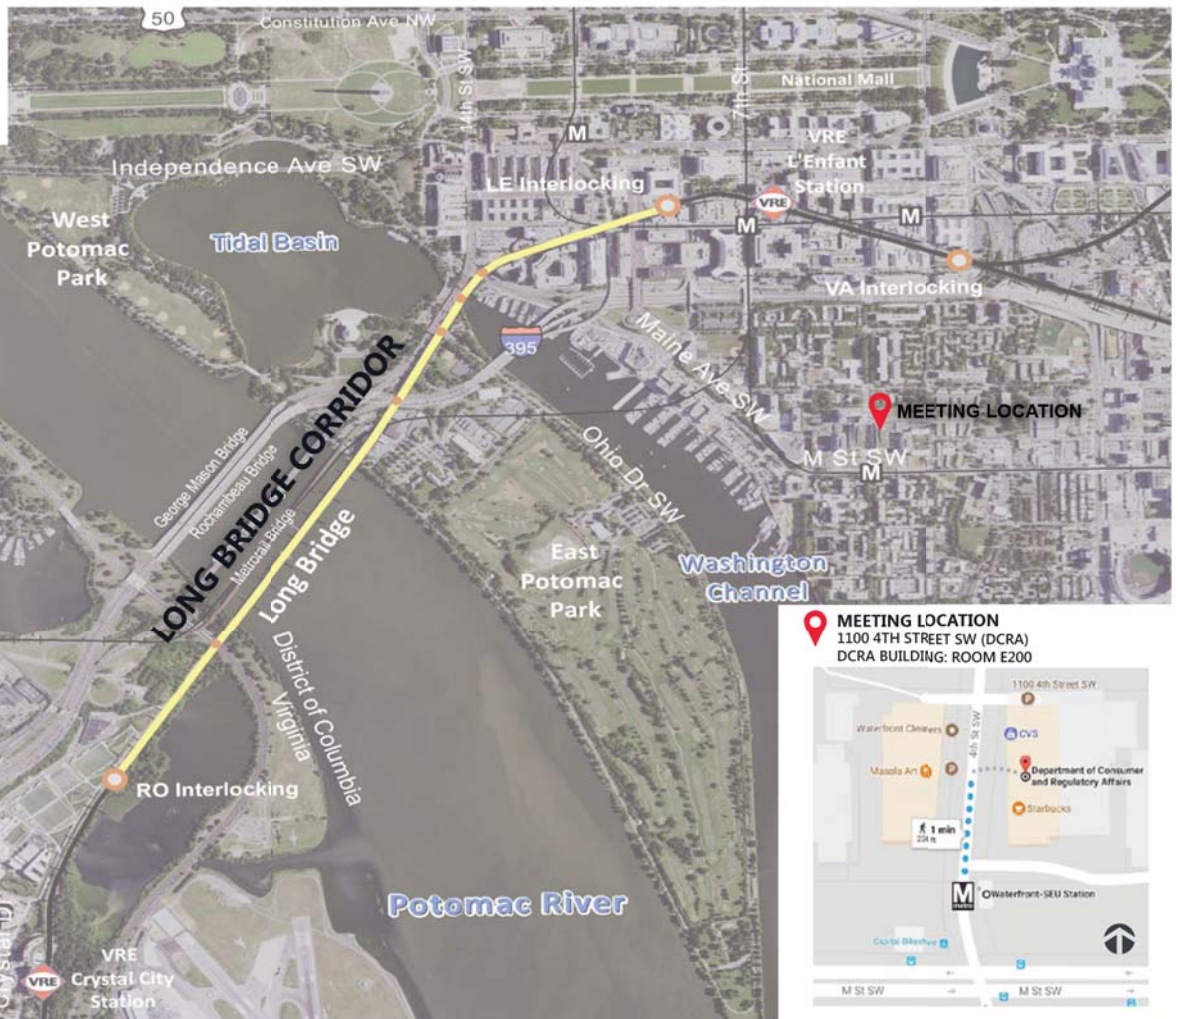 50
Constitution Ave NW
14th St SW
7th St
National Mall
M
VRE
L'Enfant
Station
Independence Ave SW
LE Interlocking
VRE
M
M
West
Potomac
Park
Tidal Basin
VA Interlocking
395
Maine Ave SW
MEETING LOCATION
M St SW
M
LONG BRIDGE CORRIDOR
George Mason Bridge
Rochambeau Bridge
Metrorail Bridge
Long Bridge
Ohio Dr SW
East
Potomac
Park
Washington
Channel
District of Columbia
Virginia
RO Interlocking
Potomac River
VRE
VRE
Crystal City
Station
MEETING LOCATION
1100 4TH STREET SW (DCRA)
DCRA BUILDING: ROOM E200
1100 4th Street SW
P
4th St SW
Waterfront Cleaners
CVS
Masala Art
P
Department of Consumer
and Regulatory Affairs
Starbucks
1 min
M
metro
Waterfront-SEU Station
Capital Bikeshare
M St SW
M St SW